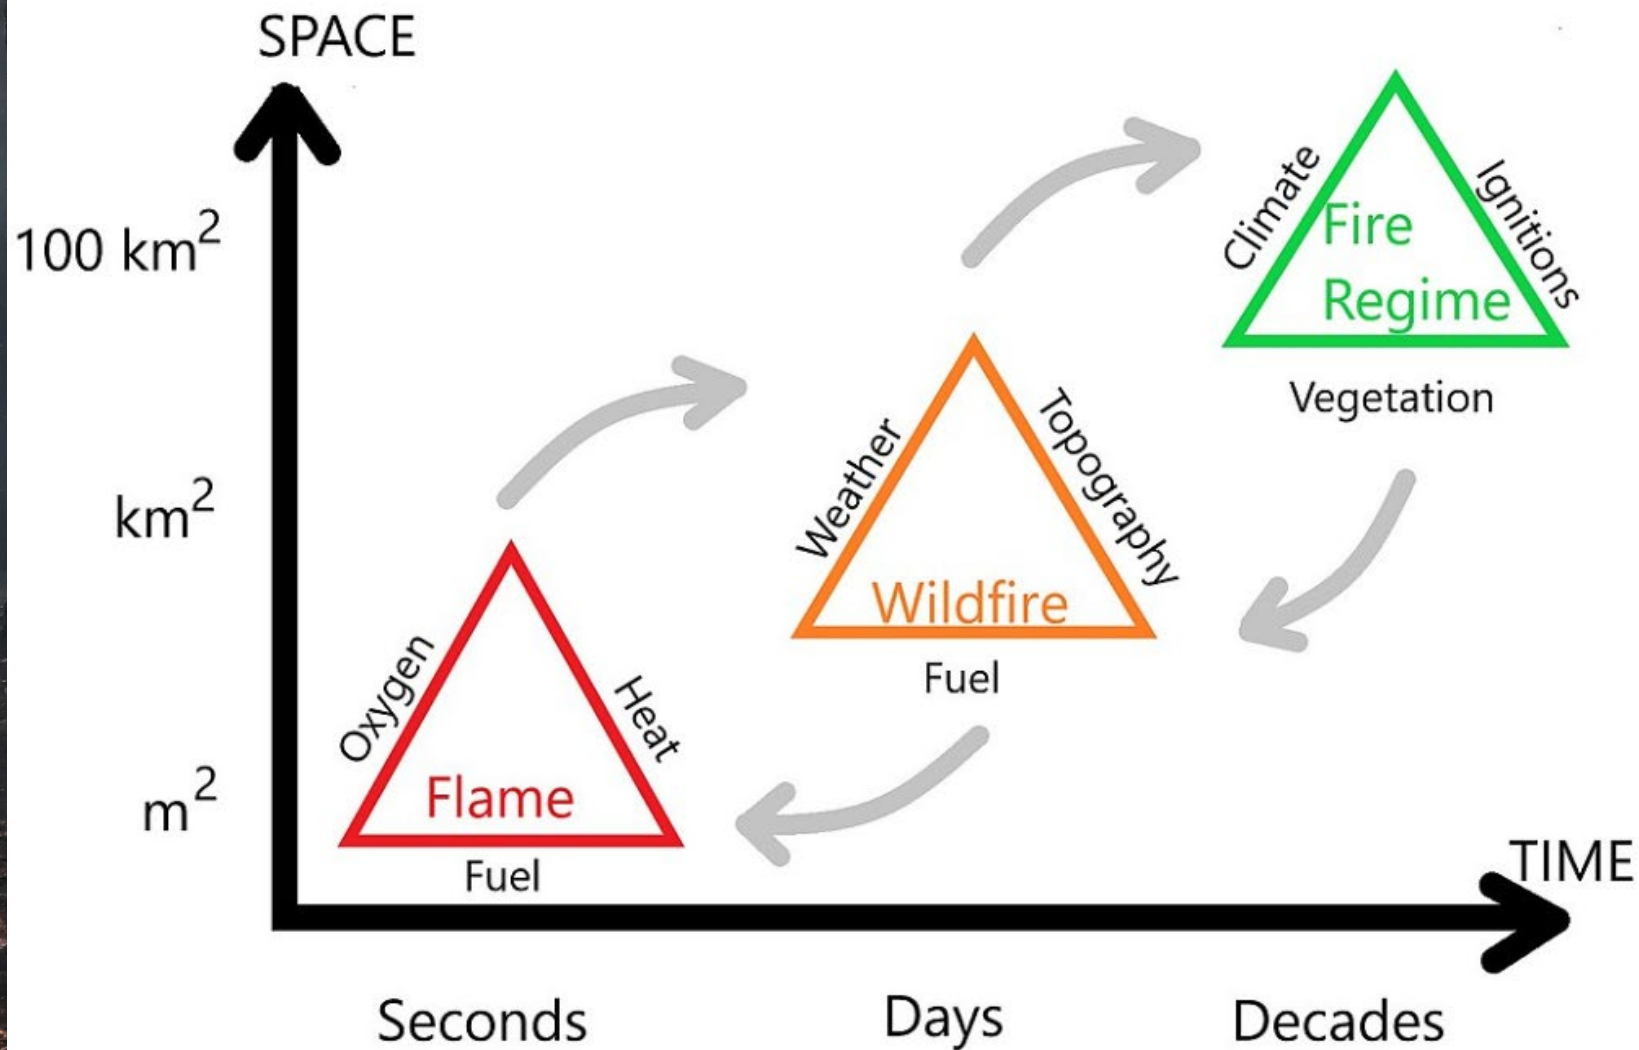 SPACE
100 km²
km²
m²
Oxygen
Heat
Flame
Fuel
Weather
Topography
Wildfire
Fuel
Climate
Ignitions
Fire
Regime
Vegetation
TIME
Seconds
Days
Decades